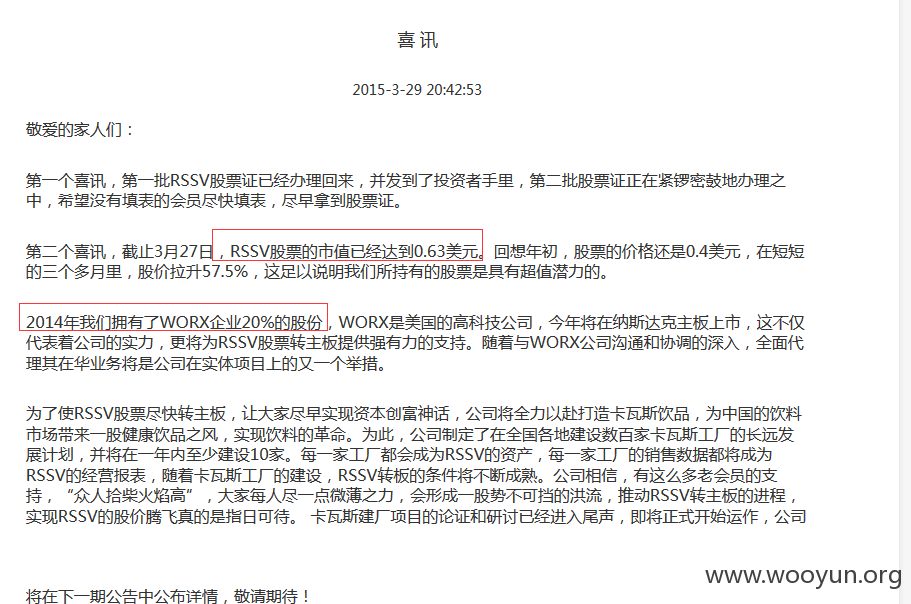 喜 讯
2015-3-29 20:42:53
敬爱的家人们：
第一个喜讯，第一批RSSV股票证已经办理回来，并发到了投资者手里，第二批股票证正在紧锣密鼓地办理之
中，希望没有填表的会员尽快填表，尽早拿到股票证。
第二个喜讯，截止3月27日，RSSV股票的市值已经达到0.63美元。回想年初，股票的价格还是0.4美元，在短短
的三个多月里，股价拉升57.5%，这足以说明我们所持有的股票是具有超值潜力的。
2014年我们拥有了WORX企业20%的股份，WORX是美国的高科技公司，今年将在纳斯达克主板上市，这不仅
代表着公司的实力，更将为RSSV股票转主板提供强有力的支持。随着与WORX公司沟通和协调的深入，全面代
理其在华业务将是公司在实体项目上的又一个举措。
为了使RSSV股票尽快转主板，让大家尽早实现资本创富神话，公司将全力以赴打造卡瓦斯饮品，为中国的饮料
市场带来一股健康饮品之风，实现饮料的革命。为此，公司制定了在全国各地建设数百家卡瓦斯工厂的长远发
展计划，并将在一年内至少建设10家。每一家工厂都会成为RSSV的资产，每一家工厂的销售数据都将成为
RSSV的经营报表，随着卡瓦斯工厂的建设，RSSV转板的条件将不断成熟。公司相信，有这么多老会员的支
持，“众人拾柴火焰高”，大家每人尽一点微薄之力，会形成一股势不可挡的洪流，推动RSSV转主板的进程，
实现RSSV的股价腾飞真的是指日可待。 卡瓦斯建厂项目的论证和研讨已经进入尾声，即将正式开始运作，公司
www.wooyun.org
将在下一期公告中公布详情，敬请期待！